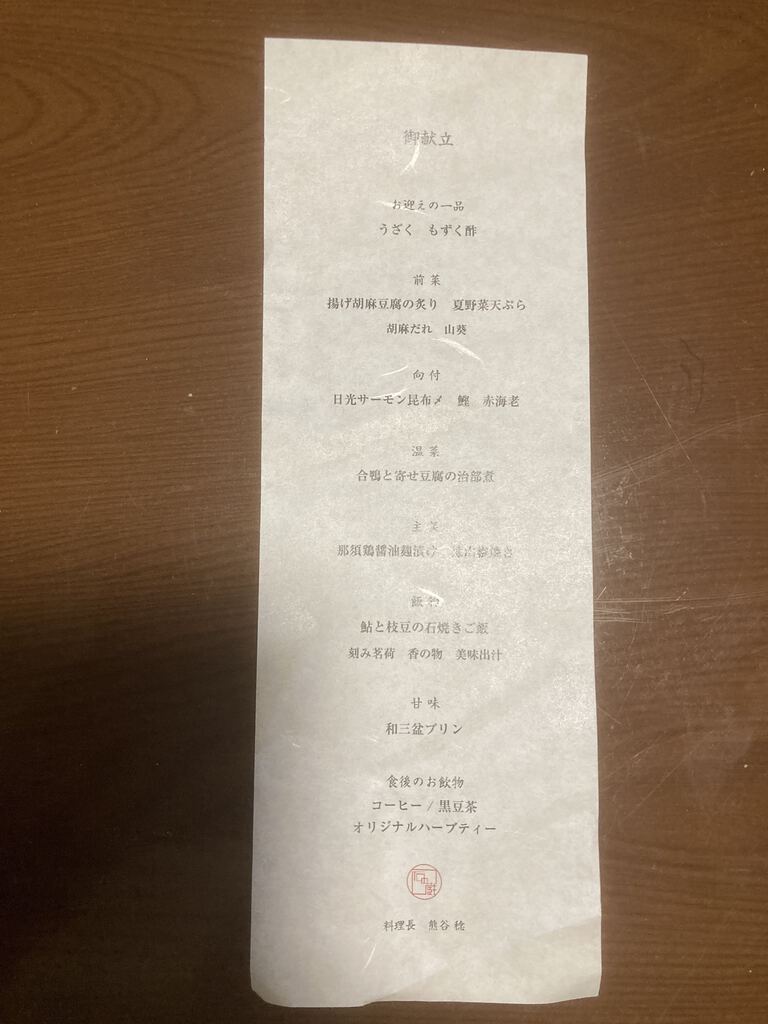 御献立
お迎えの一品
うざく　もずく酢
前菜
揚げ胡麻豆腐の炙り　夏野菜天ぷら
胡麻だれ　山葵
向付
日光サーモン昆布〆　鰹　赤海老
温菜
合鴨と寄せ豆腐の治部煮
主
那須鶏醤油麹漬け
飯物
鮎と枝豆の石焼きご飯
刻み茗荷　香の物　美味出汁
甘味
和三盆プリン
食後のお飲物
コーヒー / 黒豆茶
オリジナルハーブティー
料理長　熊谷 稔